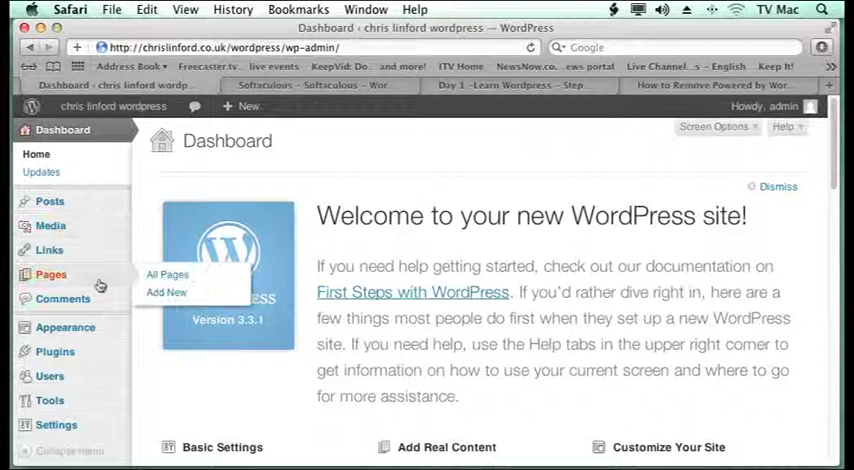 Safari File Edit View History Bookmarks Window Help TV Mac
Dashboard ‹ chris linford wordpress — WordPress
http://chrislinford.co.uk/wordpress/wp-admin/ Google
Address Book Freecaster.tv live events KeepVid: Do… and more! ITV Home NewsNow.co…ews portal Live Channel…s – English Keep It!
Dashboard ‹ chris linford wordp... Softaculous – Softaculous – Wor... Day 1 –Learn Wordpress – Step... How to Remove Powered by Wor...
chris linford wordpress + New Howdy, admin
Dashboard
Home
Updates
Posts
Media
Links
Pages
Comments
Appearance
Plugins
Users
Tools
Settings
Collapse menu
All Pages
Add New
Dashboard
Screen Options Help
Dismiss
ESS
Version 3.3.1
Welcome to your new WordPress site!
If you need help getting started, check out our documentation on
First Steps with WordPress. If you'd rather dive right in, here are a
few things most people do first when they set up a new WordPress
site. If you need help, use the Help tabs in the upper right corner to
get information on how to use your current screen and where to go
for more assistance.
Basic Settings Add Real Content Customize Your Site